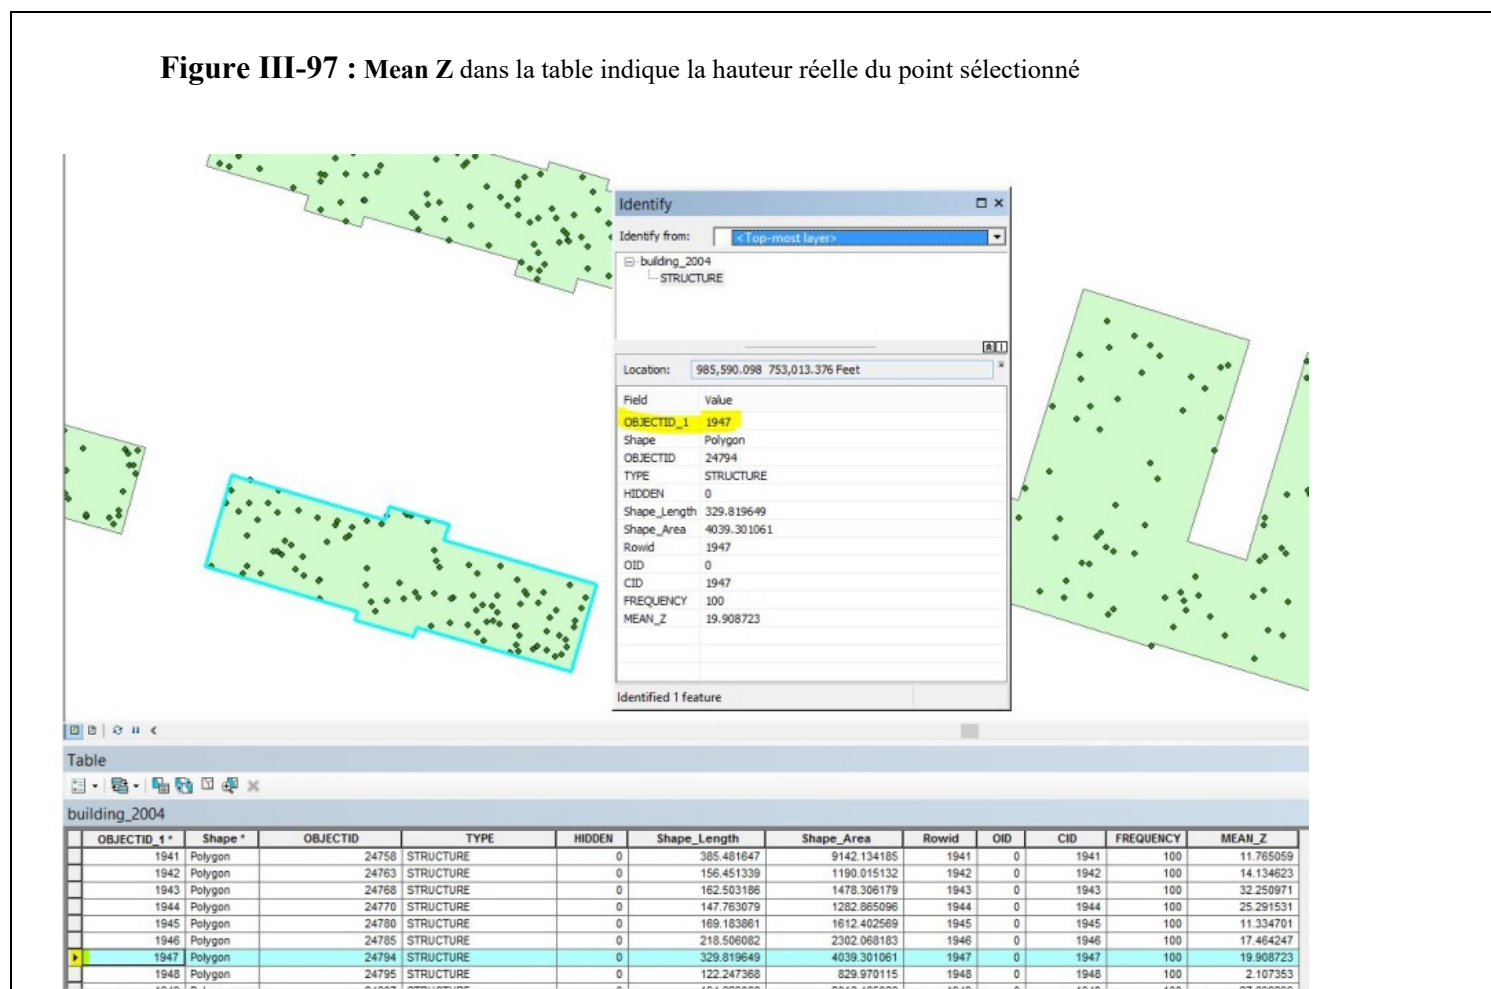 Figure III-97 : Mean Z dans la table indique la hauteur réelle du point sélectionné
Identify
Identify from: <Top-most layer>
building_2004
STRUCTURE
Location: 985,590.098 753,013.376 Feet
Field Value
OBJECTID_1 1947
Shape Polygon
OBJECTID 24794
TYPE STRUCTURE
HIDDEN 0
Shape_Length 329.819649
Shape_Area 4039.301061
Rowid 1947
OID 0
CID 1947
FREQUENCY 100
MEAN_Z 19.908723
Identified 1 feature
Table
building_2004
OBJECTID_1 * Shape * OBJECTID TYPE HIDDEN Shape_Length Shape_Area Rowid OID CID FREQUENCY MEAN_Z
1941 Polygon 24758 STRUCTURE 0 385.481647 9142.134185 1941 0 1941 100 11.765059
1942 Polygon 24763 STRUCTURE 0 156.451339 1190.015132 1942 0 1942 100 14.134623
1943 Polygon 24768 STRUCTURE 0 162.503186 1478.306179 1943 0 1943 100 32.250971
1944 Polygon 24770 STRUCTURE 0 147.763079 1282.865096 1944 0 1944 100 25.291531
1945 Polygon 24780 STRUCTURE 0 169.183861 1612.402569 1945 0 1945 100 11.334701
1946 Polygon 24785 STRUCTURE 0 218.506082 2302.068183 1946 0 1946 100 17.464247
1947 Polygon 24794 STRUCTURE 0 329.819649 4039.301061 1947 0 1947 100 19.908723
1948 Polygon 24795 STRUCTURE 0 122.247368 829.970115 1948 0 1948 100 2.107353